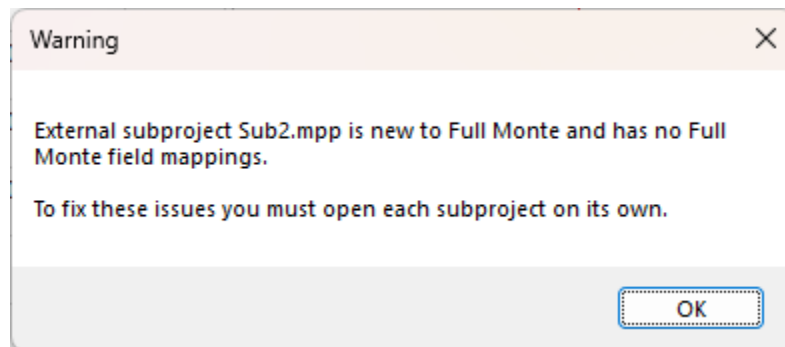 Warning
External subproject Sub2.mpp is new to Full Monte and has no Full
Monte field mappings.
To fix these issues you must open each subproject on its own.
OK